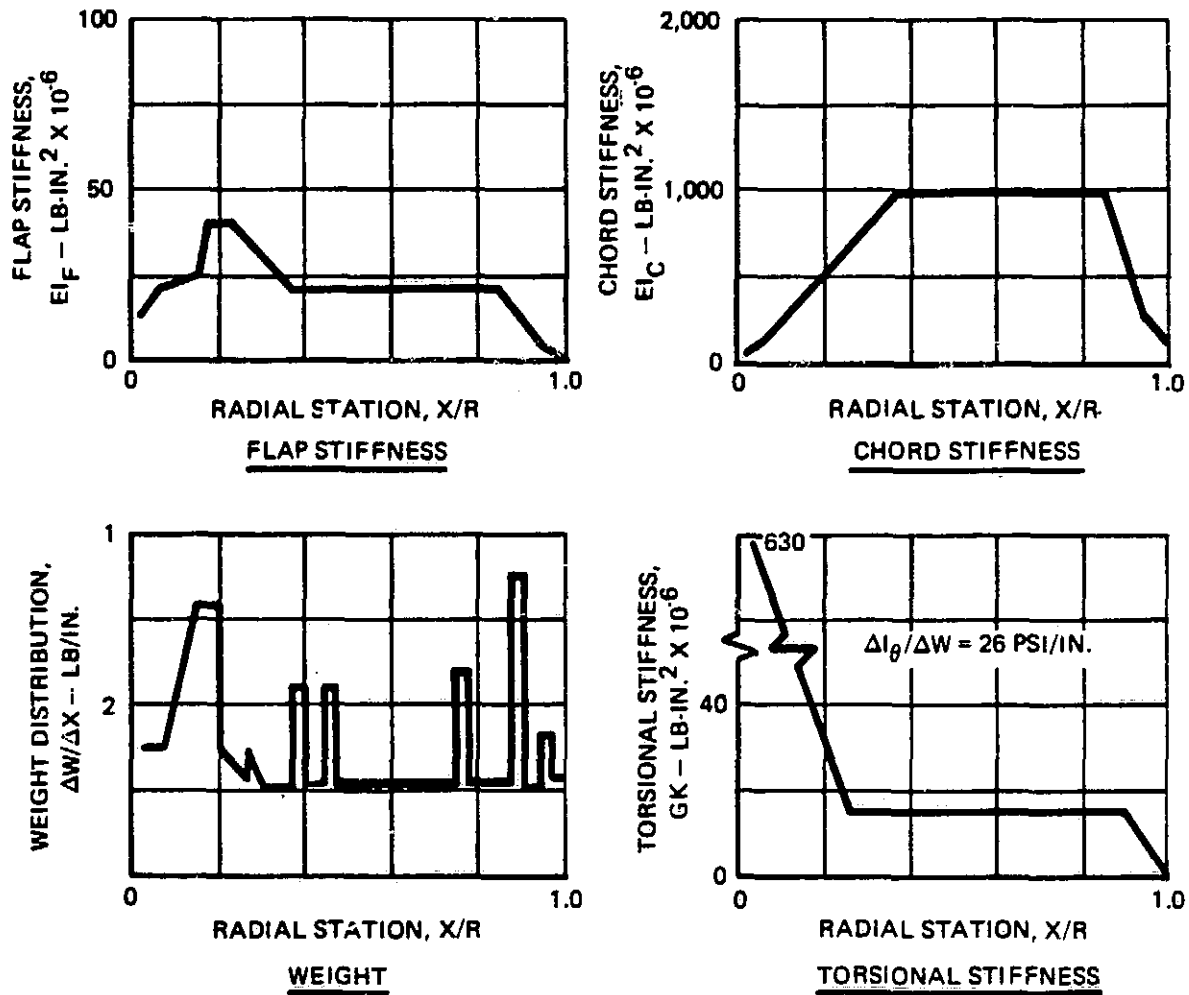 100
50
0
FLAP STIFFNESS,
EI_F – LB-IN.² X 10⁻⁶
0
1.0
RADIAL STATION, X/R
FLAP STIFFNESS
2,000
1,000
0
CHORD STIFFNESS,
EI_C – LB-IN.² X 10⁻⁶
0
1.0
RADIAL STATION, X/R
CHORD STIFFNESS
1
2
WEIGHT DISTRIBUTION,
ΔW/ΔX – LB/IN.
0
1.0
RADIAL STATION, X/R
WEIGHT
630
ΔI_θ/ΔW = 26 PSI/IN.
40
0
TORSIONAL STIFFNESS,
GK – LB-IN.² X 10⁻⁶
0
1.0
RADIAL STATION, X/R
TORSIONAL STIFFNESS